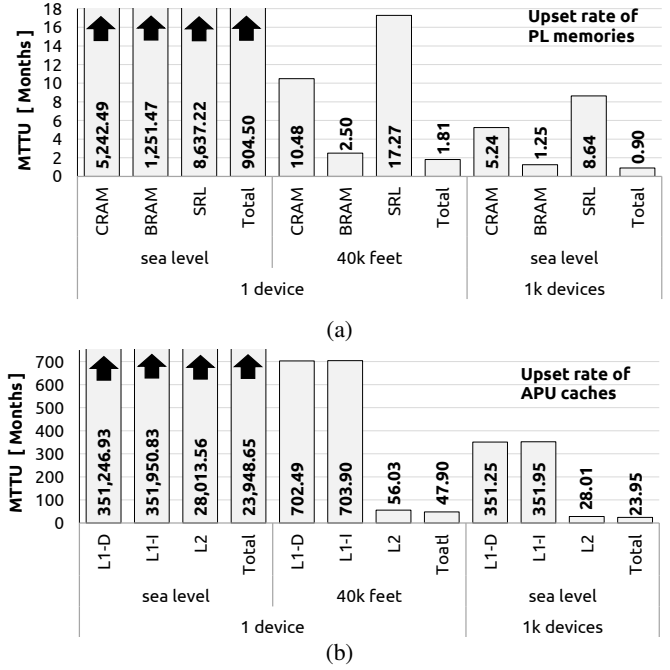 18
16
14
12
10
8
6
4
2
0
MTTU [ Months ]
Upset rate of
PL memories
5,242.49
1,251.47
8,637.22
904.50
10.48
2.50
17.27
1.81
5.24
1.25
8.64
0.90
CRAM
BRAM
SRL
Total
CRAM
BRAM
SRL
Total
CRAM
BRAM
SRL
Total
sea level
40k feet
sea level
1 device
1k devices
(a)
700
600
500
400
300
200
100
0
MTTU [ Months ]
Upset rate of
APU caches
351,246.93
351,950.83
28,013.56
23,948.65
702.49
703.90
56.03
47.90
351.25
351.95
28.01
23.95
L1-D
L1-I
L2
Total
L1-D
L1-I
L2
Toatl
L1-D
L1-I
L2
Total
sea level
40k feet
sea level
1 device
1k devices
(b)